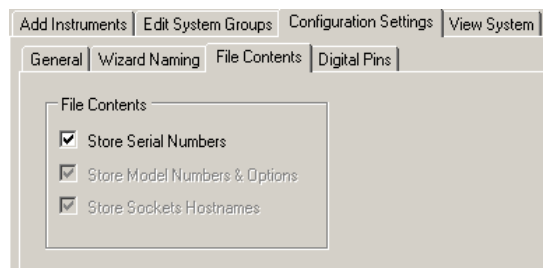 Add Instruments Edit System Groups Configuration Settings View System
General Wizard Naming File Contents Digital Pins
File Contents
Store Serial Numbers
Store Model Numbers & Options
Store Sockets Hostnames